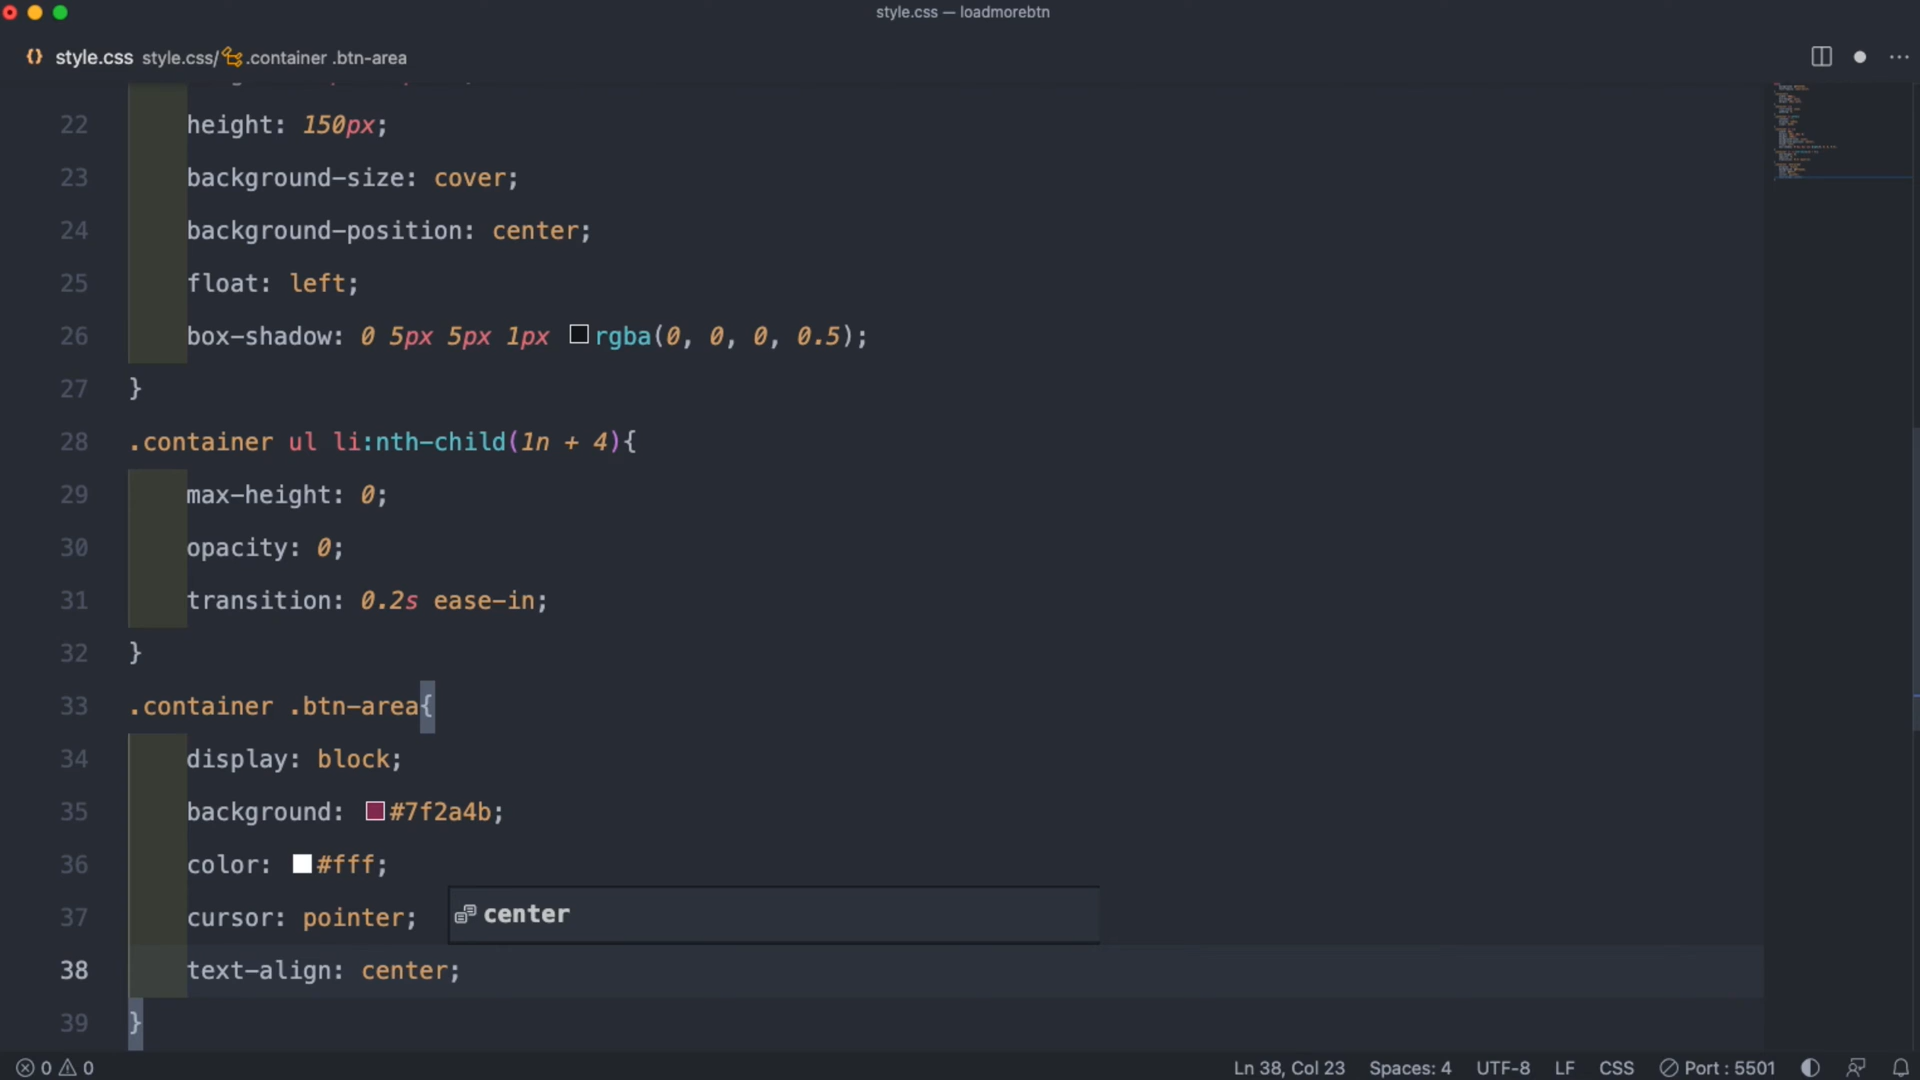 style.css — loadmorebtn
{} style.css style.css/ .container .btn-area
22 height: 150px;
23 background-size: cover;
24 background-position: center;
25 float: left;
26 box-shadow: 0 5px 5px 1px rgba(0, 0, 0, 0.5);
27 }
28 .container ul li:nth-child(1n + 4){
29 max-height: 0;
30 opacity: 0;
31 transition: 0.2s ease-in;
32 }
33 .container .btn-area{
34 display: block;
35 background: #7f2a4b;
36 color: #fff;
37 cursor: pointer;
center
38 text-align: center;
39 }
0 0 Ln 38, Col 23 Spaces: 4 UTF-8 LF CSS Port : 5501